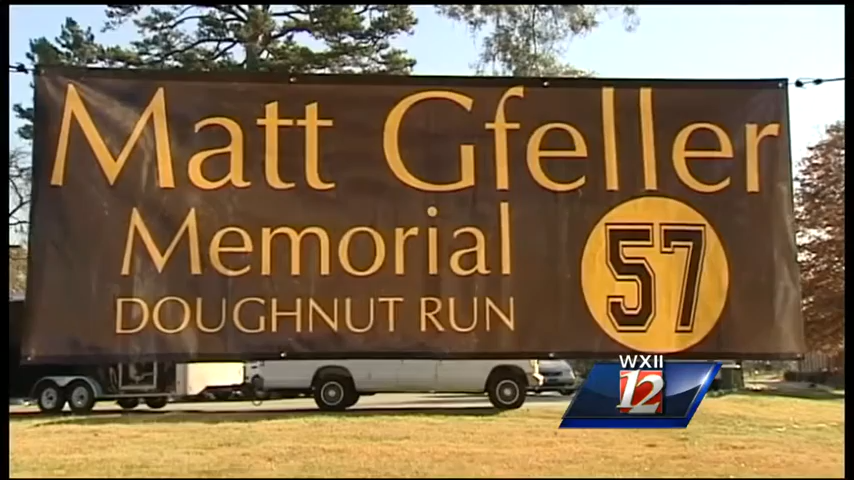 Matt Gfeller
Memorial
DOUGHNUT RUN
57
WXII
12